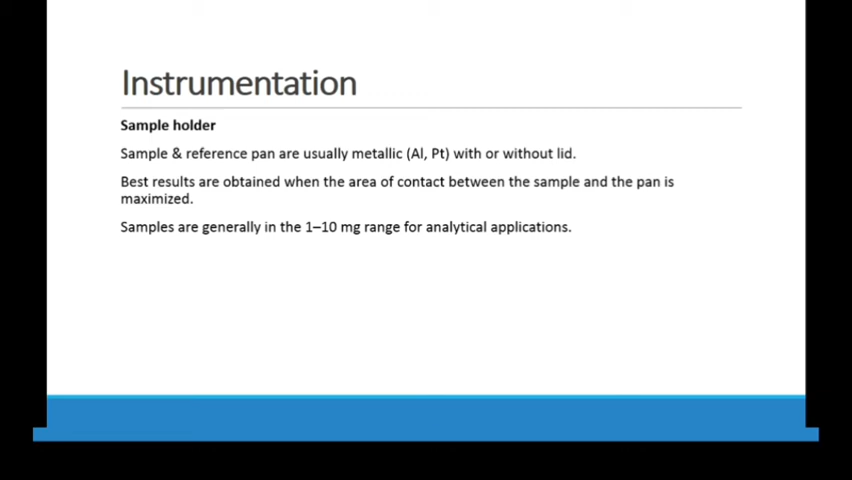 Instrumentation
Sample holder
Sample & reference pan are usually metallic (Al, Pt) with or without lid.
Best results are obtained when the area of contact between the sample and the pan is
maximized.
Samples are generally in the 1–10 mg range for analytical applications.